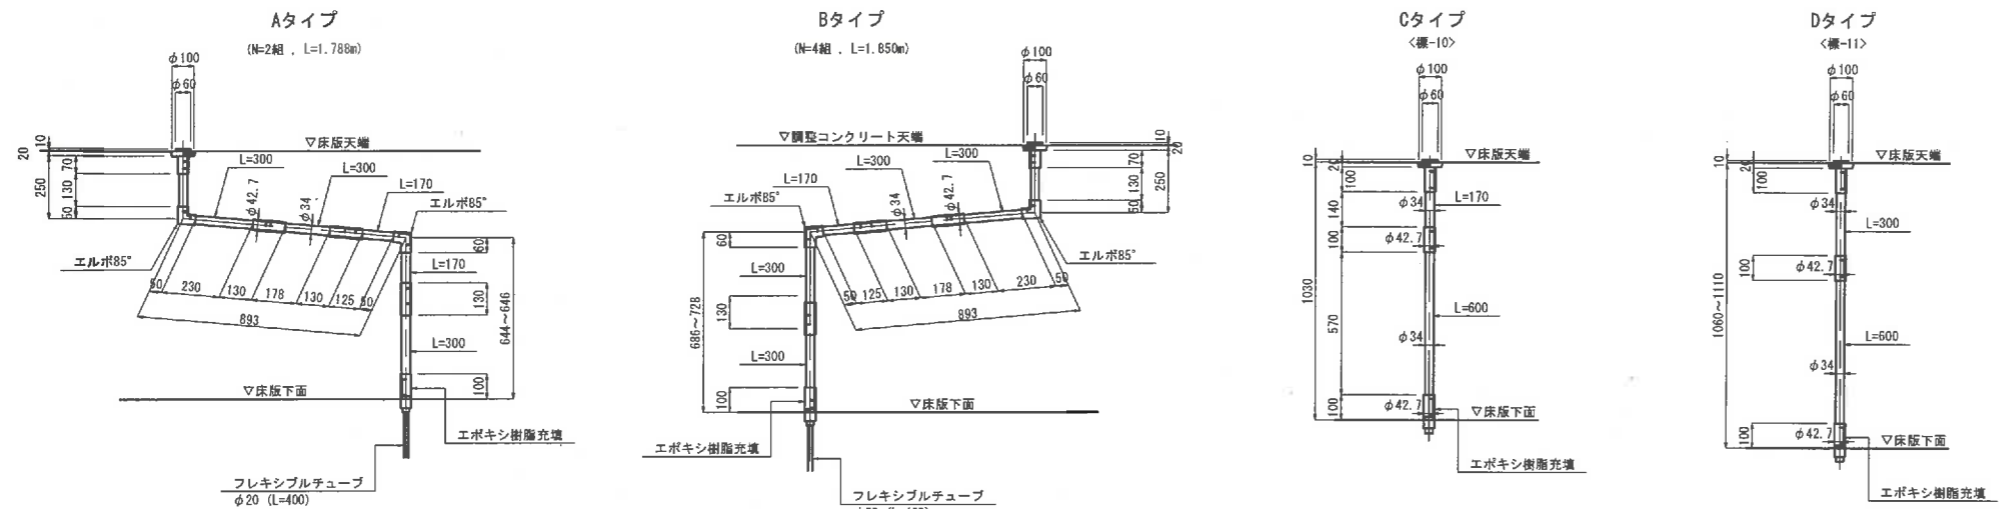 Aタイプ
(N=2組 , L=1.788m)
φ100
φ60
▽床版天端
10
20
70
250
130
60
L=300
L=300
L=170
エルボ85°
φ42.7
φ34
エルボ85°
50
230
130
178
130
125
50
893
60
L=170
130
644~646
L=300
100
▽床版下面
エポキシ樹脂充填
フレキシブルチューブ
φ20 (L=400)
Bタイプ
(N=4組 , L=1.850m)
φ100
φ60
▽調整コンクリート天端
10
20
70
130
250
50
L=300
L=300
L=170
エルボ85°
φ34
φ42.7
エルボ85°
50
125
130
178
130
230
50
893
60
L=300
130
686~728
L=300
100
▽床版下面
エポキシ樹脂充填
フレキシブルチューブ
Cタイプ
<横-10>
φ100
φ60
▽床版天端
10
20
100
φ34
L=170
140
100
φ42.7
1030
L=600
570
φ34
100
φ42.7
▽床版下面
エポキシ樹脂充填
Dタイプ
<横-11>
φ100
φ60
▽床版天端
10
20
100
φ34
L=300
100
φ42.7
1060~1110
L=600
φ34
100
φ42.7
▽床版下面
エポキシ樹脂充填